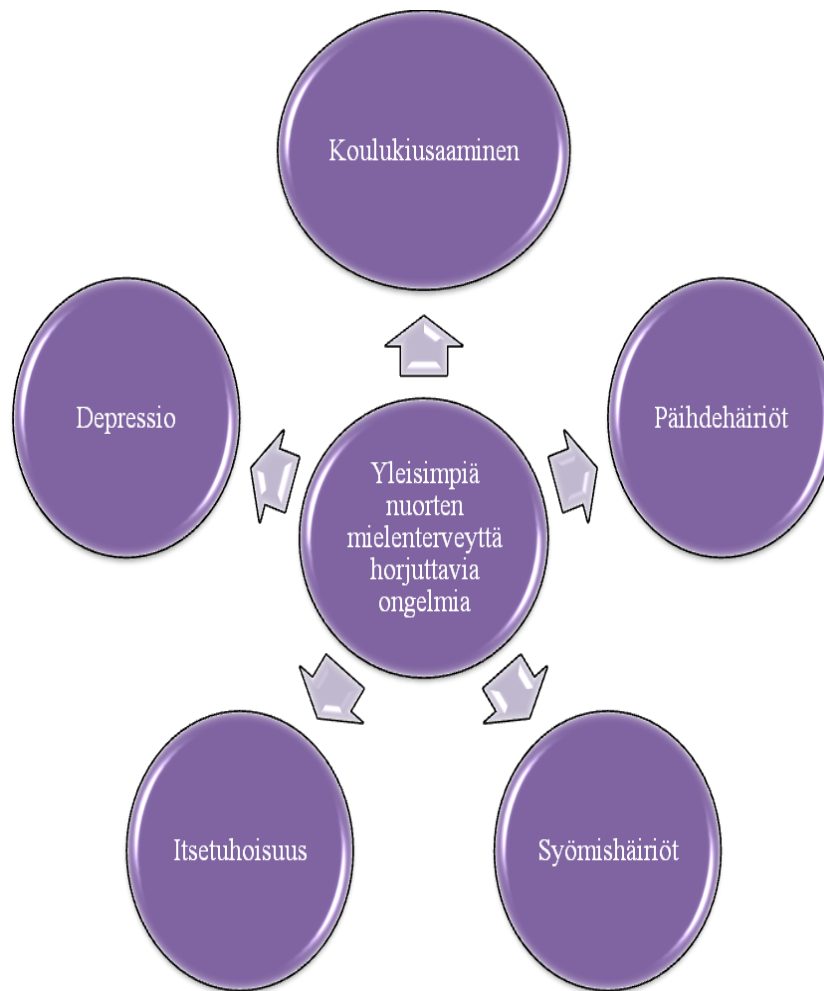 Koulukiusaaminen
Depressio
Päihdehäiriöt
Yleisimpiä
nuorten
mielenterveyttä
horjuttavia
ongelmia
Itsetuhoisuus
Syömishäiriöt